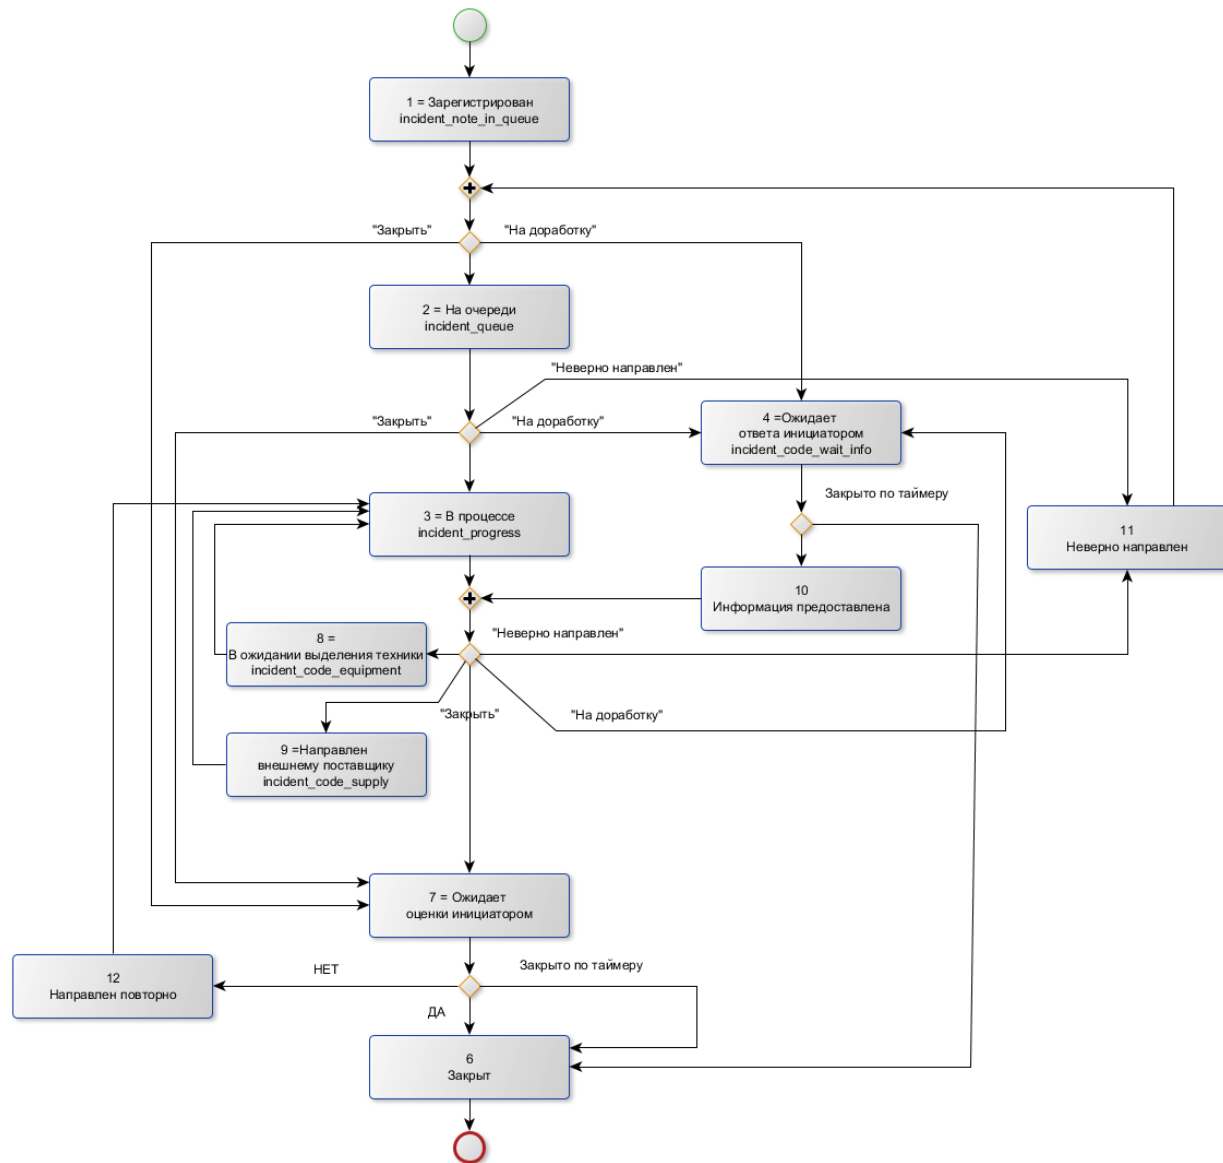 1 = Зарегистрирован
incident_note_in_queue
"Закрыть"
"На доработку"
2 = На очереди
incident_queue
"Неверно направлен"
"Закрыть"
"На доработку"
4 =Ожидает
ответа инициатором
incident_code_wait_info
Закрыто по таймеру
3 = В процессе
incident_progress
11
Неверно направлен
10
Информация предоставлена
"Неверно направлен"
8 =
В ожидании выделения техники
incident_code_equipment
"Закрыть"
"На доработку"
9 =Направлен
внешнему поставщику
incident_code_supply
7 = Ожидает
оценки инициатором
Закрыто по таймеру
НЕТ
12
Направлен повторно
ДА
6
Закрыт